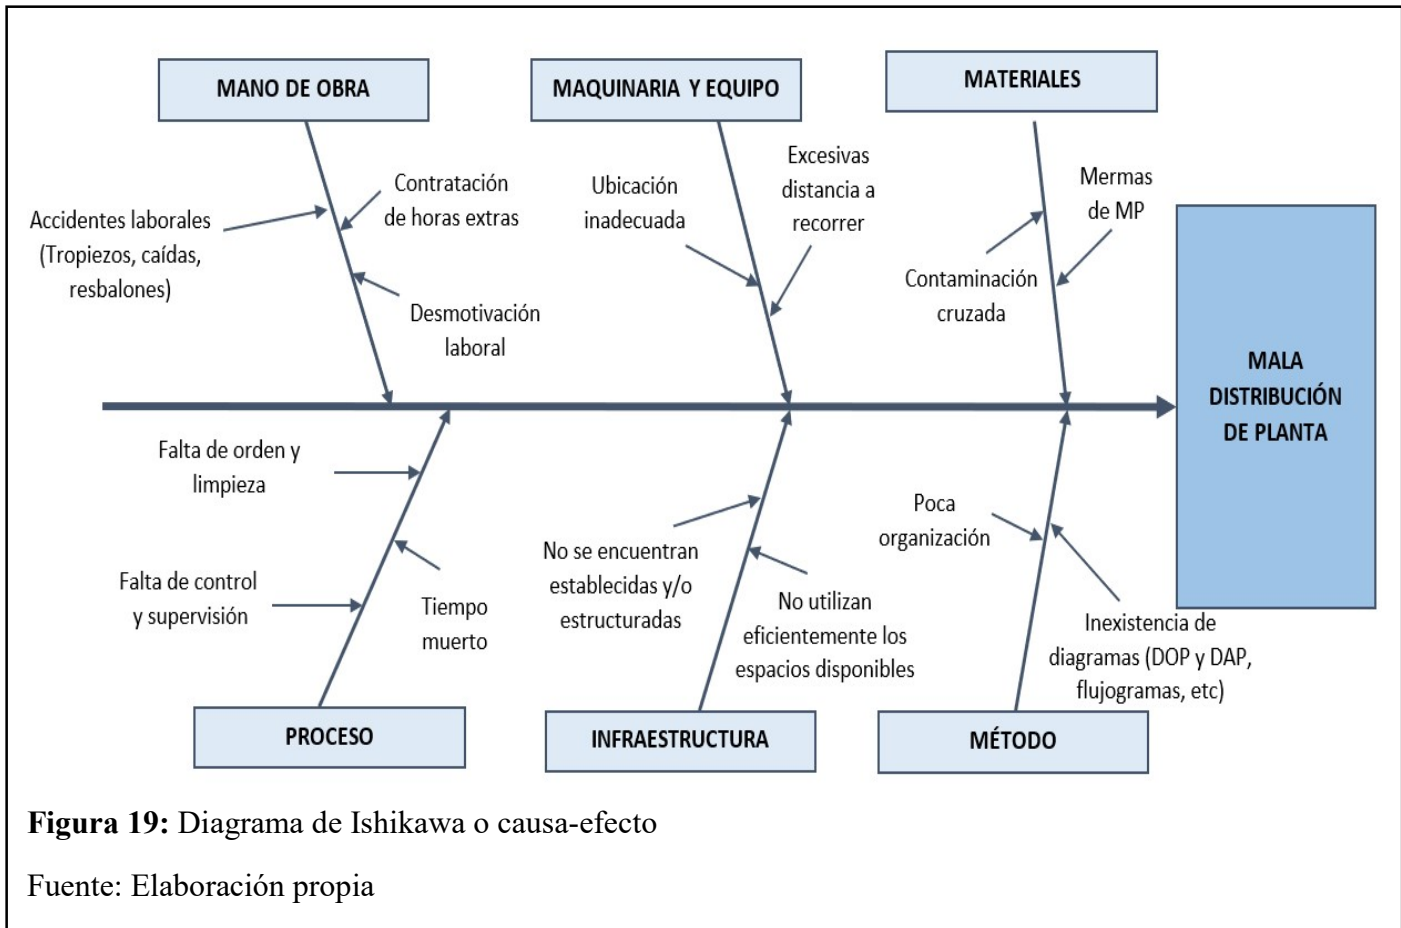 MANO DE OBRA
MAQUINARIA Y EQUIPO
MATERIALES
Accidentes laborales
(Tropiezos, caídas,
resbalones)
Contratación
de horas extras
Desmotivación
laboral
Ubicación
inadecuada
Excesivas
distancia a
recorrer
Contaminación
cruzada
Mermas
de MP
MALA
DISTRIBUCIÓN
DE PLANTA
Falta de orden y
limpieza
Falta de control
y supervisión
Tiempo
muerto
No se encuentran
establecidas y/o
estructuradas
No utilizan
eficientemente los
espacios disponibles
Poca
organización
Inexistencia de
diagramas (DOP y DAP,
flujogramas, etc)
PROCESO
INFRAESTRUCTURA
MÉTODO
Figura 19: Diagrama de Ishikawa o causa-efecto
Fuente: Elaboración propia